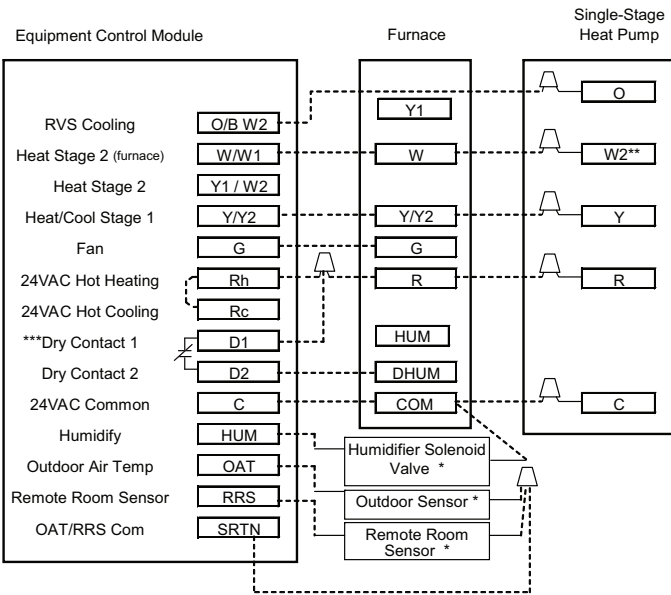 Single-Stage
Equipment Control Module Furnace Heat Pump
O
Y1
RVS Cooling O/B W2
Heat Stage 2 (furnace) W/W1 W W2**
Heat Stage 2 Y1 / W2
Heat/Cool Stage 1 Y/Y2 Y/Y2 Y
Fan G G
24VAC Hot Heating Rh R R
24VAC Hot Cooling Rc
***Dry Contact 1 D1 HUM
Dry Contact 2 D2 DHUM
24VAC Common C COM C
Humidify HUM
Humidifier Solenoid
Valve *
Outdoor Air Temp OAT
Outdoor Sensor *
Remote Room Sensor RRS
OAT/RRS Com SRTN
Remote Room
Sensor *